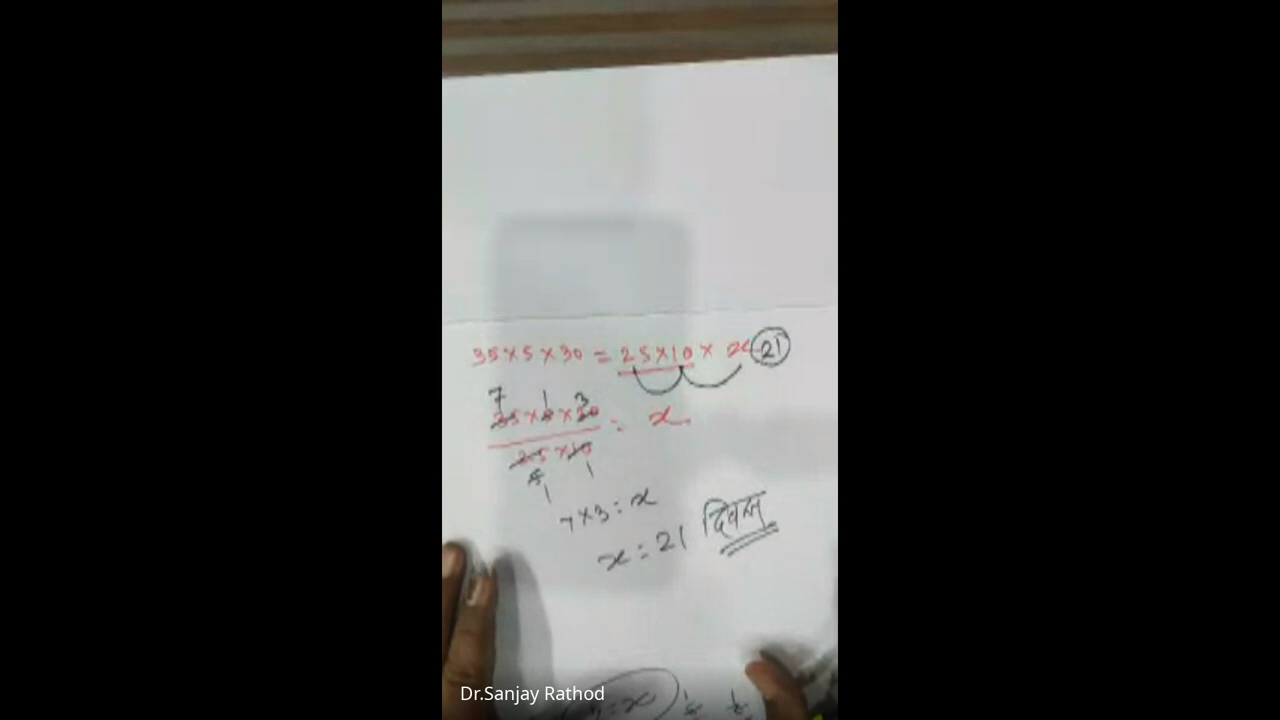 35×5×30 = 25×10× x 21
7 1 3
35×5×30 = x
25×10
5 1
1
7×3 = x
x = 21 दिवस
Dr.Sanjay Rathod